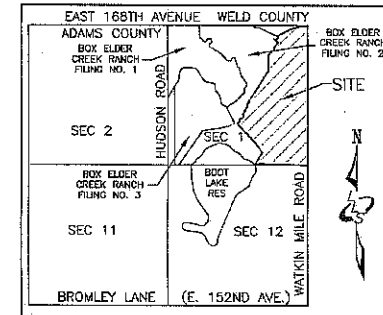 EAST 168TH AVENUE WELD COUNTY
ADAMS COUNTY
BOX ELDER
CREEK RANCH
FILING NO. 1
BOX ELDER
CREEK RANCH
FILING NO. 2
SITE
HUDSON ROAD
SEC 2
SEC 1
N
BOX ELDER
CREEK RANCH
FILING NO. 3
BOOT
LAKE
RES
SEC 11
SEC 12
WATKIN MILE ROAD
BROMLEY LANE (E. 152ND AVE.)